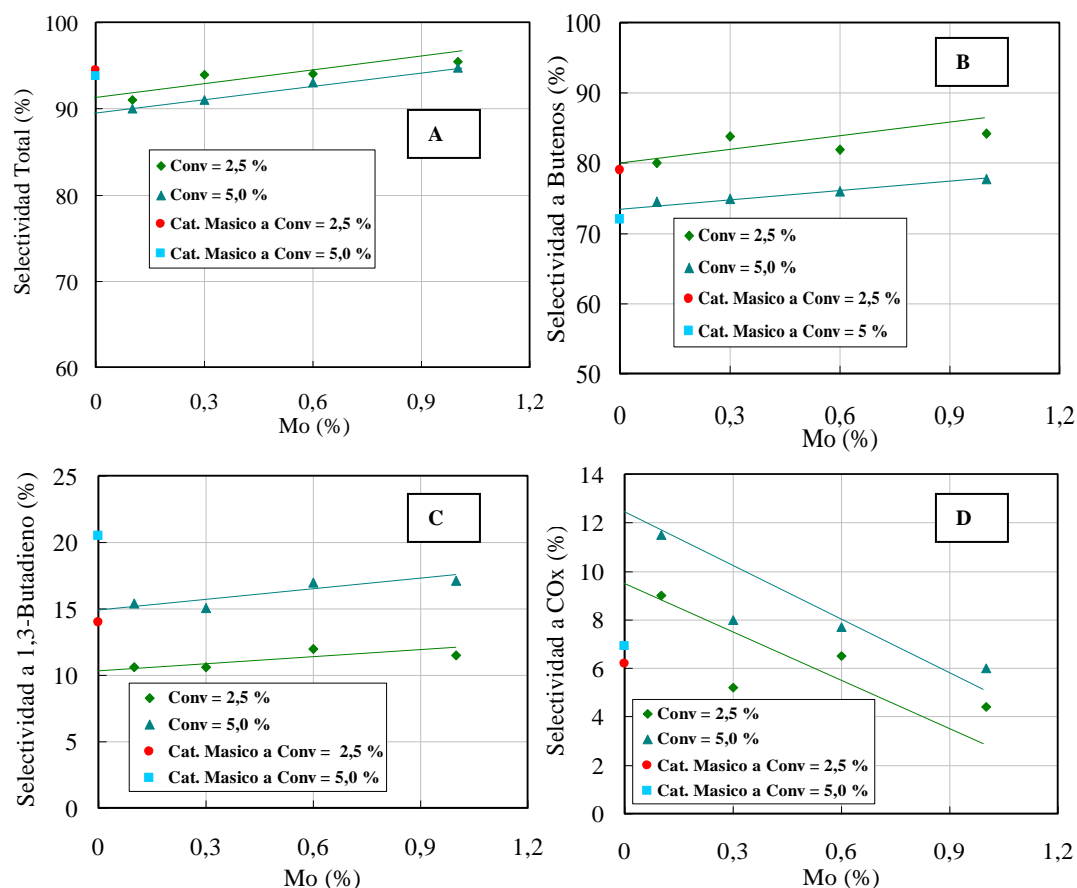 Selectividad Total (%)
100
90
80
70
60
A
Conv = 2,5 %
Conv = 5,0 %
Cat. Masico a Conv = 2,5 %
Cat. Masico a Conv = 5,0 %
0 0,3 0,6 0,9 1,2
Mo (%)
Selectividad a Butenos (%)
100
90
80
70
60
50
B
Conv = 2,5 %
Conv = 5,0 %
Cat. Masico a Conv = 2,5 %
Cat. Masico a Conv = 5 %
0 0,3 0,6 0,9 1,2
Mo (%)
Selectividad a 1,3-Butadieno (%)
25
20
15
10
5
0
C
Conv = 2,5 %
Conv = 5,0 %
Cat. Masico a Conv = 2,5 %
Cat. Masico a Conv = 5,0 %
0 0,3 0,6 0,9 1,2
Mo (%)
Selectividad a COx (%)
14
12
10
8
6
4
2
0
D
Conv = 2,5 %
Conv = 5,0 %
Cat. Masico a Conv = 2,5 %
Cat. Masico a Conv = 5,0 %
0 0,3 0,6 0,9 1,2
Mo (%)